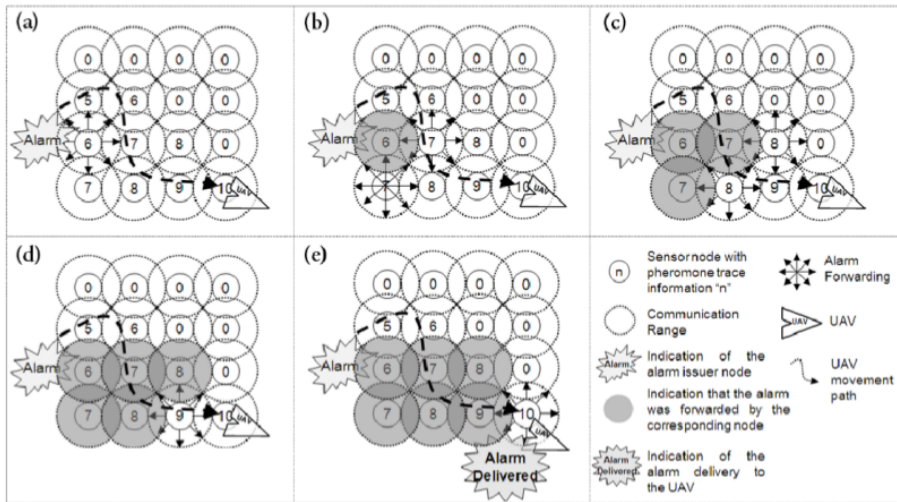 (a)
0 0 0 0
5 6 0 0
Alarm 6 7 8 0
7 8 9 10 UAV
(b)
0 0 0 0
5 6 0 0
Alarm 6 7 8 0
8 9 10 UAV
(c)
0 0 0 0
5 6 0 0
Alarm 6 7 8 0
7 8 9 10 UAV
(d)
0 0 0 0
5 6 0 0
Alarm 6 7 8 0
7 8 9 10 UAV
(e)
0 0 0 0
5 6 0 0
Alarm 6 7 8 0
7 8 9 10
UAV
Alarm
Delivered
n
Sensor node with
pheromone trace
information "n"
Alarm
Forwarding
Communication
Range
UAV
UAV
Alarm
Indication of the
alarm issuer node
UAV
movement
path
Indication that the alarm
was forwarded by the
corresponding node
Alarm
Delivered
Indication of the
alarm delivery to
the UAV